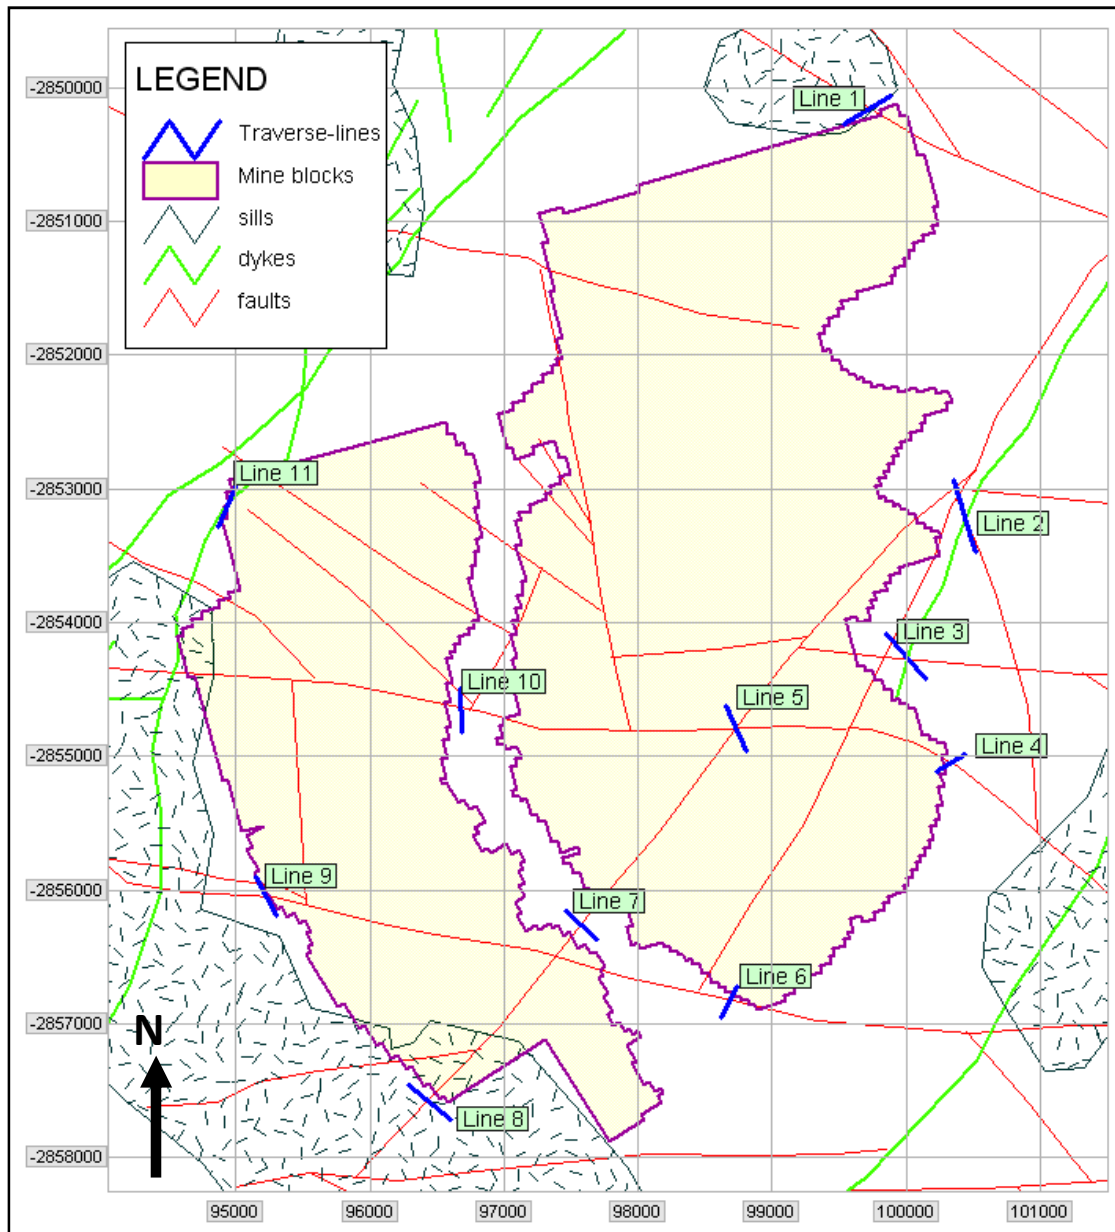 LEGEND
Traverse-lines
Mine blocks
sills
dykes
faults
-2850000
-2851000
-2852000
-2853000
-2854000
-2855000
-2856000
-2857000
-2858000
Line 1
Line 11
Line 2
Line 3
Line 10
Line 5
Line 4
Line 9
Line 7
Line 6
Line 8
N
95000
96000
97000
98000
99000
100000
101000